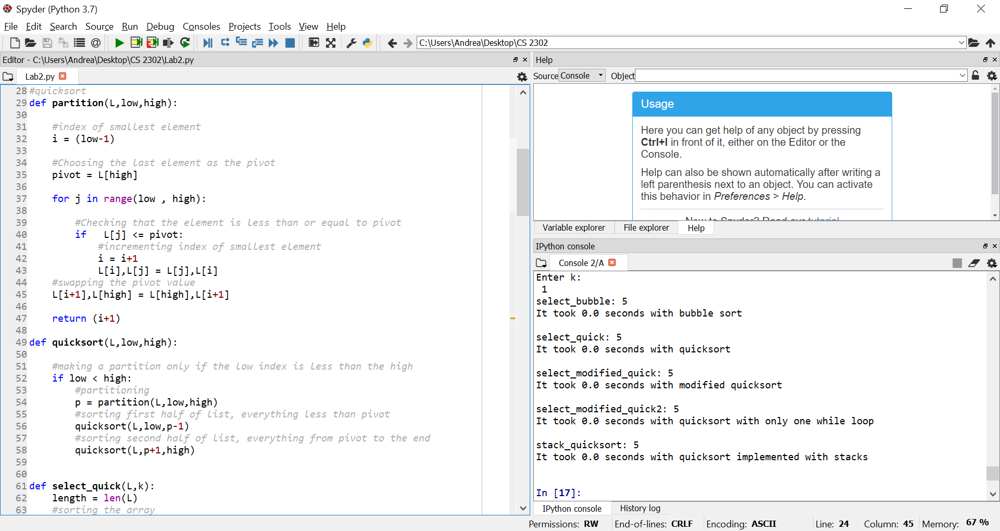 Spyder (Python 3.7)
File Edit Search Source Run Debug Consoles Projects Tools View Help
C:\Users\Andrea\Desktop\CS 2302
Editor - C:\Users\Andrea\Desktop\CS 2302\Lab2.py
Lab2.py
28 #quicksort
29 def partition(L,low,high):
30
31     #index of smallest element
32     i = (low-1)
33
34     #Choosing the last element as the pivot
35     pivot = L[high]
36
37     for j in range(low , high):
38
39         #Checking that the element is less than or equal to pivot
40         if   L[j] <= pivot:
41             #incrementing index of smallest element
42             i = i+1
43             L[i],L[j] = L[j],L[i]
44     #swapping the pivot value
45     L[i+1],L[high] = L[high],L[i+1]
46
47     return (i+1)
48
49 def quicksort(L,low,high):
50
51     #making a partition only if the low index is less than the high
52     if low < high:
53         #partitioning
54         p = partition(L,low,high)
55         #sorting first half of list, everything less than pivot
56         quicksort(L,low,p-1)
57         #sorting second half of list, everything from pivot to the end
58         quicksort(L,p+1,high)
59
60
61 def select_quick(L,k):
62     length = len(L)
63     #sorting the array
Help
Source Console Object
Usage
Here you can get help of any object by pressing
Ctrl+I in front of it, either on the Editor or the
Console.
Help can also be shown automatically after writing a
left parenthesis next to an object. You can activate
this behavior in Preferences > Help.
New to Spyder? Read our tutorial
Variable explorer File explorer Help
IPython console
Console 2/A
Enter k:
 1
select_bubble: 5
It took 0.0 seconds with bubble sort

select_quick: 5
It took 0.0 seconds with quicksort

select_modified_quick: 5
It took 0.0 seconds with modified quicksort

select_modified_quick2: 5
It took 0.0 seconds with quicksort with only one while loop

stack_quicksort: 5
It took 0.0 seconds with quicksort implemented with stacks

In [17]:
IPython console History log
Permissions: RW End-of-lines: CRLF Encoding: ASCII Line: 24 Column: 45 Memory: 67 %